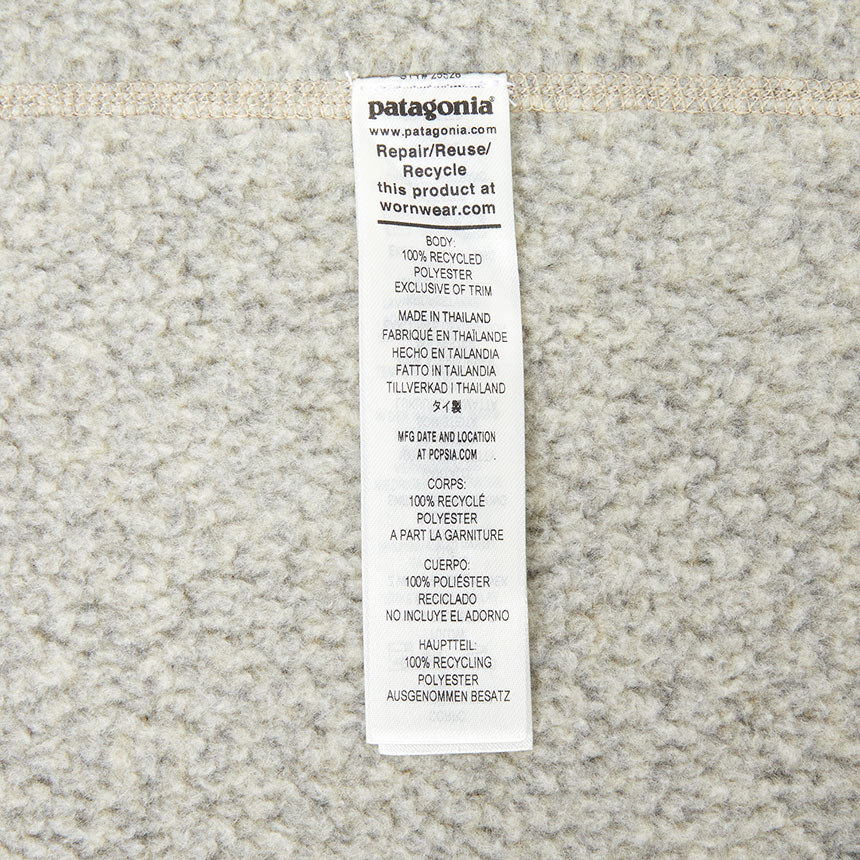 STY# 25528
patagonia®
www.patagonia.com
Repair/Reuse/
Recycle
this product at
wornwear.com
BODY:
100% RECYCLED
POLYESTER
EXCLUSIVE OF TRIM
MADE IN THAILAND
FABRIQUÉ EN THAÏLANDE
HECHO EN TAILANDIA
FATTO IN TAILANDIA
TILLVERKAD I THAILAND
タイ製
MFG DATE AND LOCATION
AT PCPSIA.COM
CORPS:
100% RECYCLÉ
POLYESTER
A PART LA GARNITURE
CUERPO:
100% POLIÉSTER
RECICLADO
NO INCLUYE EL ADORNO
HAUPTTEIL:
100% RECYCLING
POLYESTER
AUSGENOMMEN BESATZ